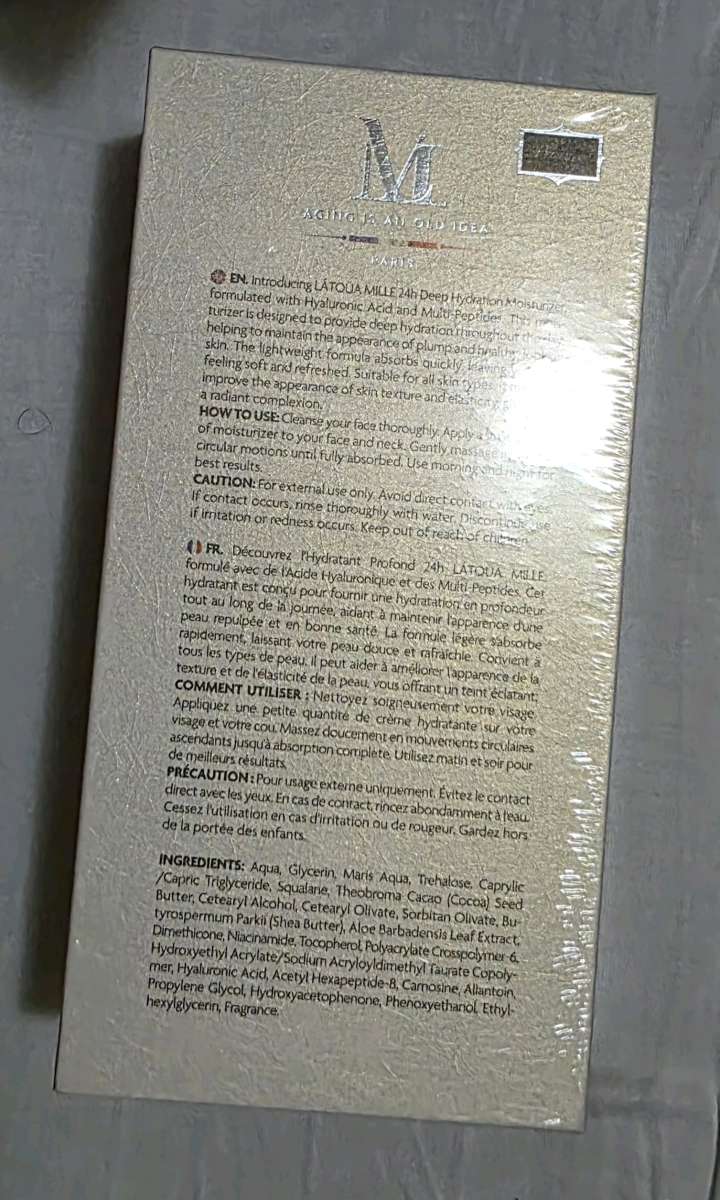 M
AGING IS AN OLD IDEA
PARIS
EN. Introducing LÁTOUA MILLE 24h Deep Hydration Moisturizer,
formulated with Hyaluronic Acid and Multi-Peptides. This
turizer is designed to provide deep hydration throughout
helping to maintain the appearance of plump and
skin. The lightweight formula absorbs quickly, leaving
feeling soft and refreshed. Suitable for all skin types,
improve the appearance of skin texture and elasticity,
a radiant complexion.
HOW TO USE: Cleanse your face thoroughly. Apply a
of moisturizer to your face and neck. Gently massage
circular motions until fully absorbed. Use morning and night for
best results.
CAUTION: For external use only. Avoid direct contact with eyes.
If contact occurs, rinse thoroughly with water. Discontinue use
if irritation or redness occurs. Keep out of reach of children.
FR. Découvrez l'Hydratant Profond 24h LÁTOUA MILLE
formulé avec de l'Acide Hyaluronique et des Multi-Peptides. Cet
hydratant est conçu pour fournir une hydratation en profondeur
tout au long de la journée, aidant à maintenir l'apparence d'une
peau repulpée et en bonne santé. La formule légère s'absorbe
rapidement, laissant votre peau douce et rafraîchie. Convient à
tous les types de peau, il peut aider à améliorer l'apparence de la
texture et de l'élasticité de la peau, vous offrant un teint éclatant.
COMMENT UTILISER : Nettoyez soigneusement votre visage.
Appliquez une petite quantité de crème hydratante sur votre
visage et votre cou. Massez doucement en mouvements circulaires
ascendants jusqu'à absorption complète. Utilisez matin et soir pour
de meilleurs résultats.
PRÉCAUTION : Pour usage externe uniquement. Évitez le contact
direct avec les yeux. En cas de contact, rincez abondamment à l'eau.
Cessez l'utilisation en cas d'irritation ou de rougeur. Gardez hors
de la portée des enfants.
INGREDIENTS: Aqua, Glycerin, Maris Aqua, Trehalose, Caprylic
/Capric Triglyceride, Squalane, Theobroma Cacao (Cocoa) Seed
Butter, Cetearyl Alcohol, Cetearyl Olivate, Sorbitan Olivate, Bu-
tyrospermum Parkii (Shea Butter), Aloe Barbadensis Leaf Extract,
Dimethicone, Niacinamide, Tocopherol, Polyacrylate Crosspolymer-6,
Hydroxyethyl Acrylate/Sodium Acryloyldimethyl Taurate Copoly-
mer, Hyaluronic Acid, Acetyl Hexapeptide-8, Carnosine, Allantoin,
Propylene Glycol, Hydroxyacetophenone, Phenoxyethanol, Ethyl-
hexylglycerin, Fragrance.